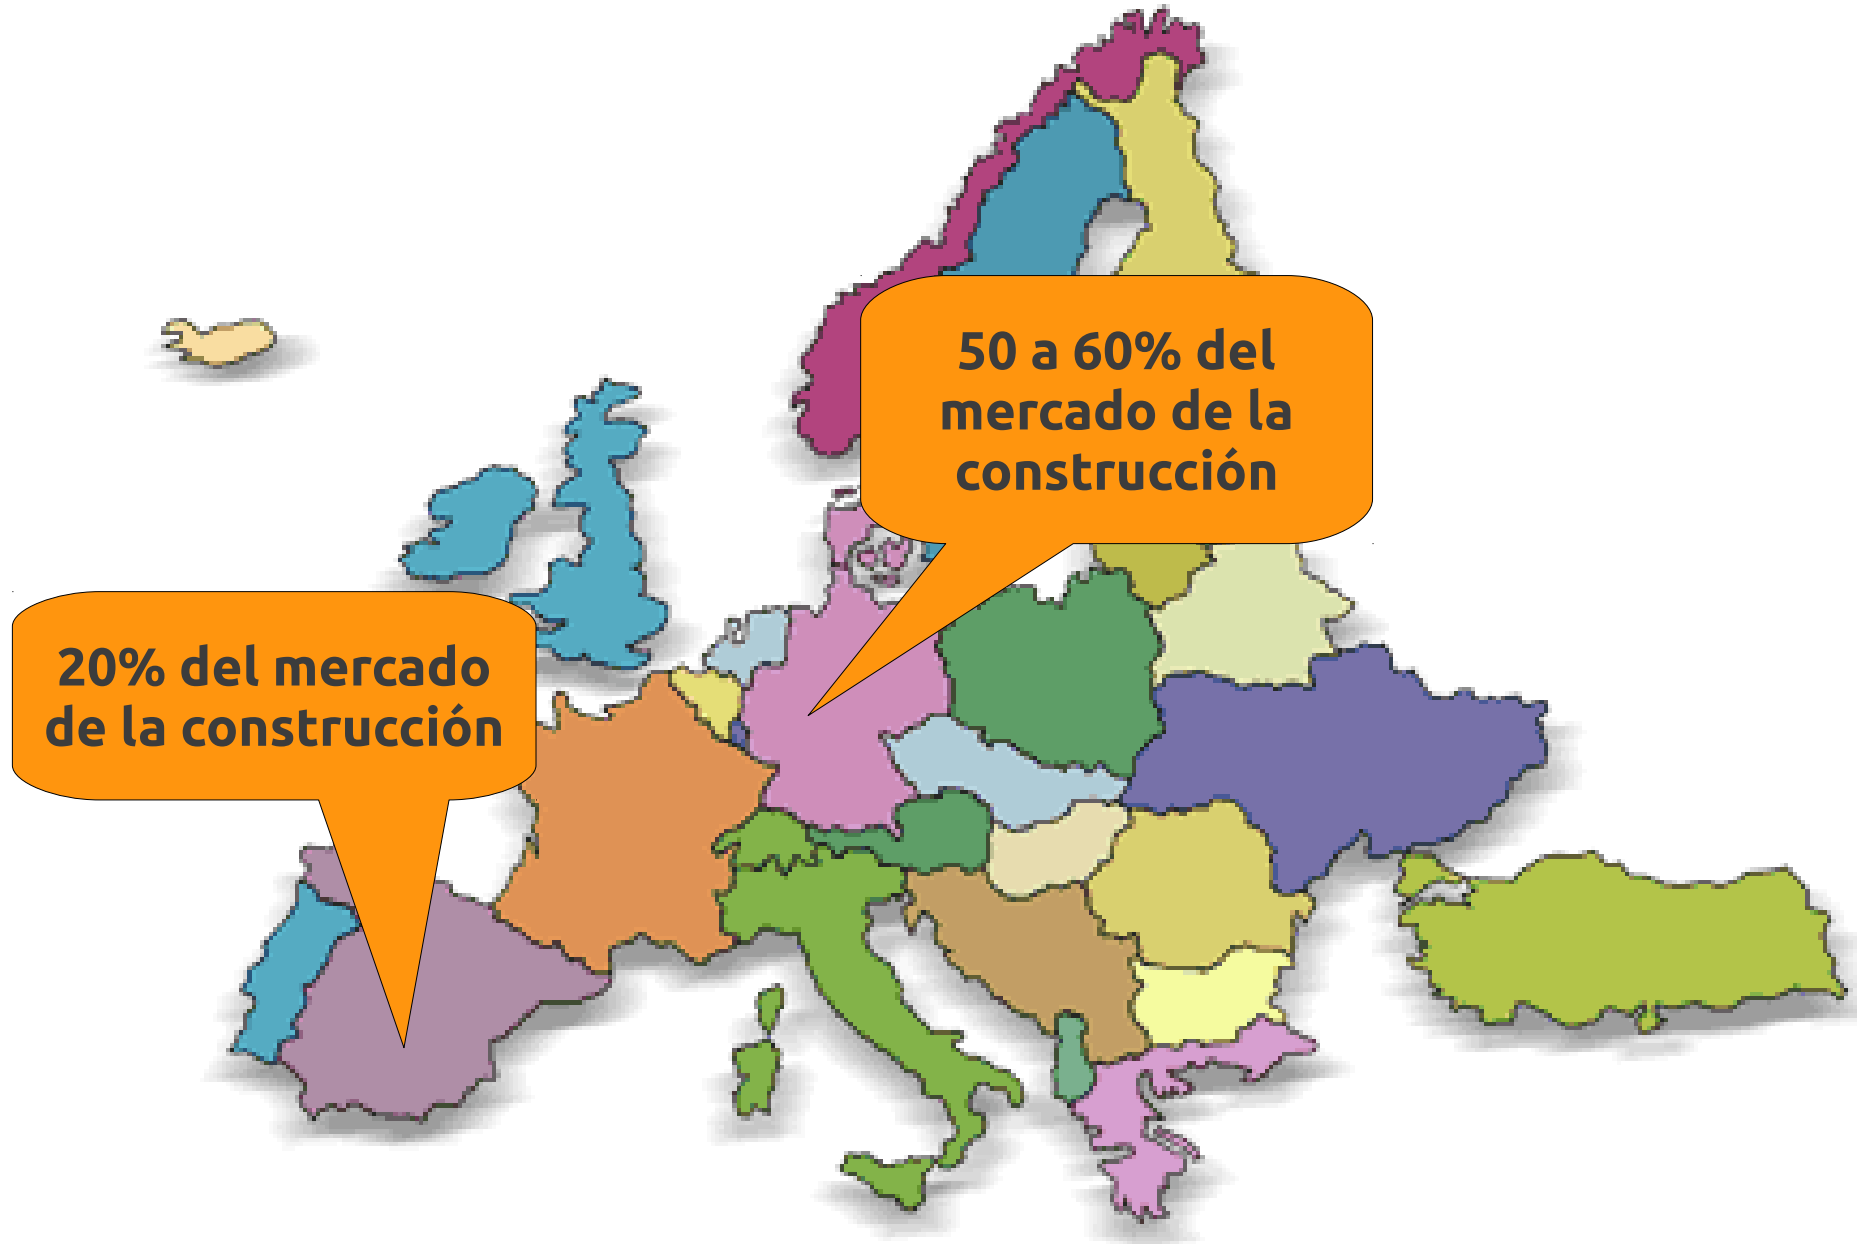 50 a 60% del
mercado de la
construcción
20% del mercado
de la construcción